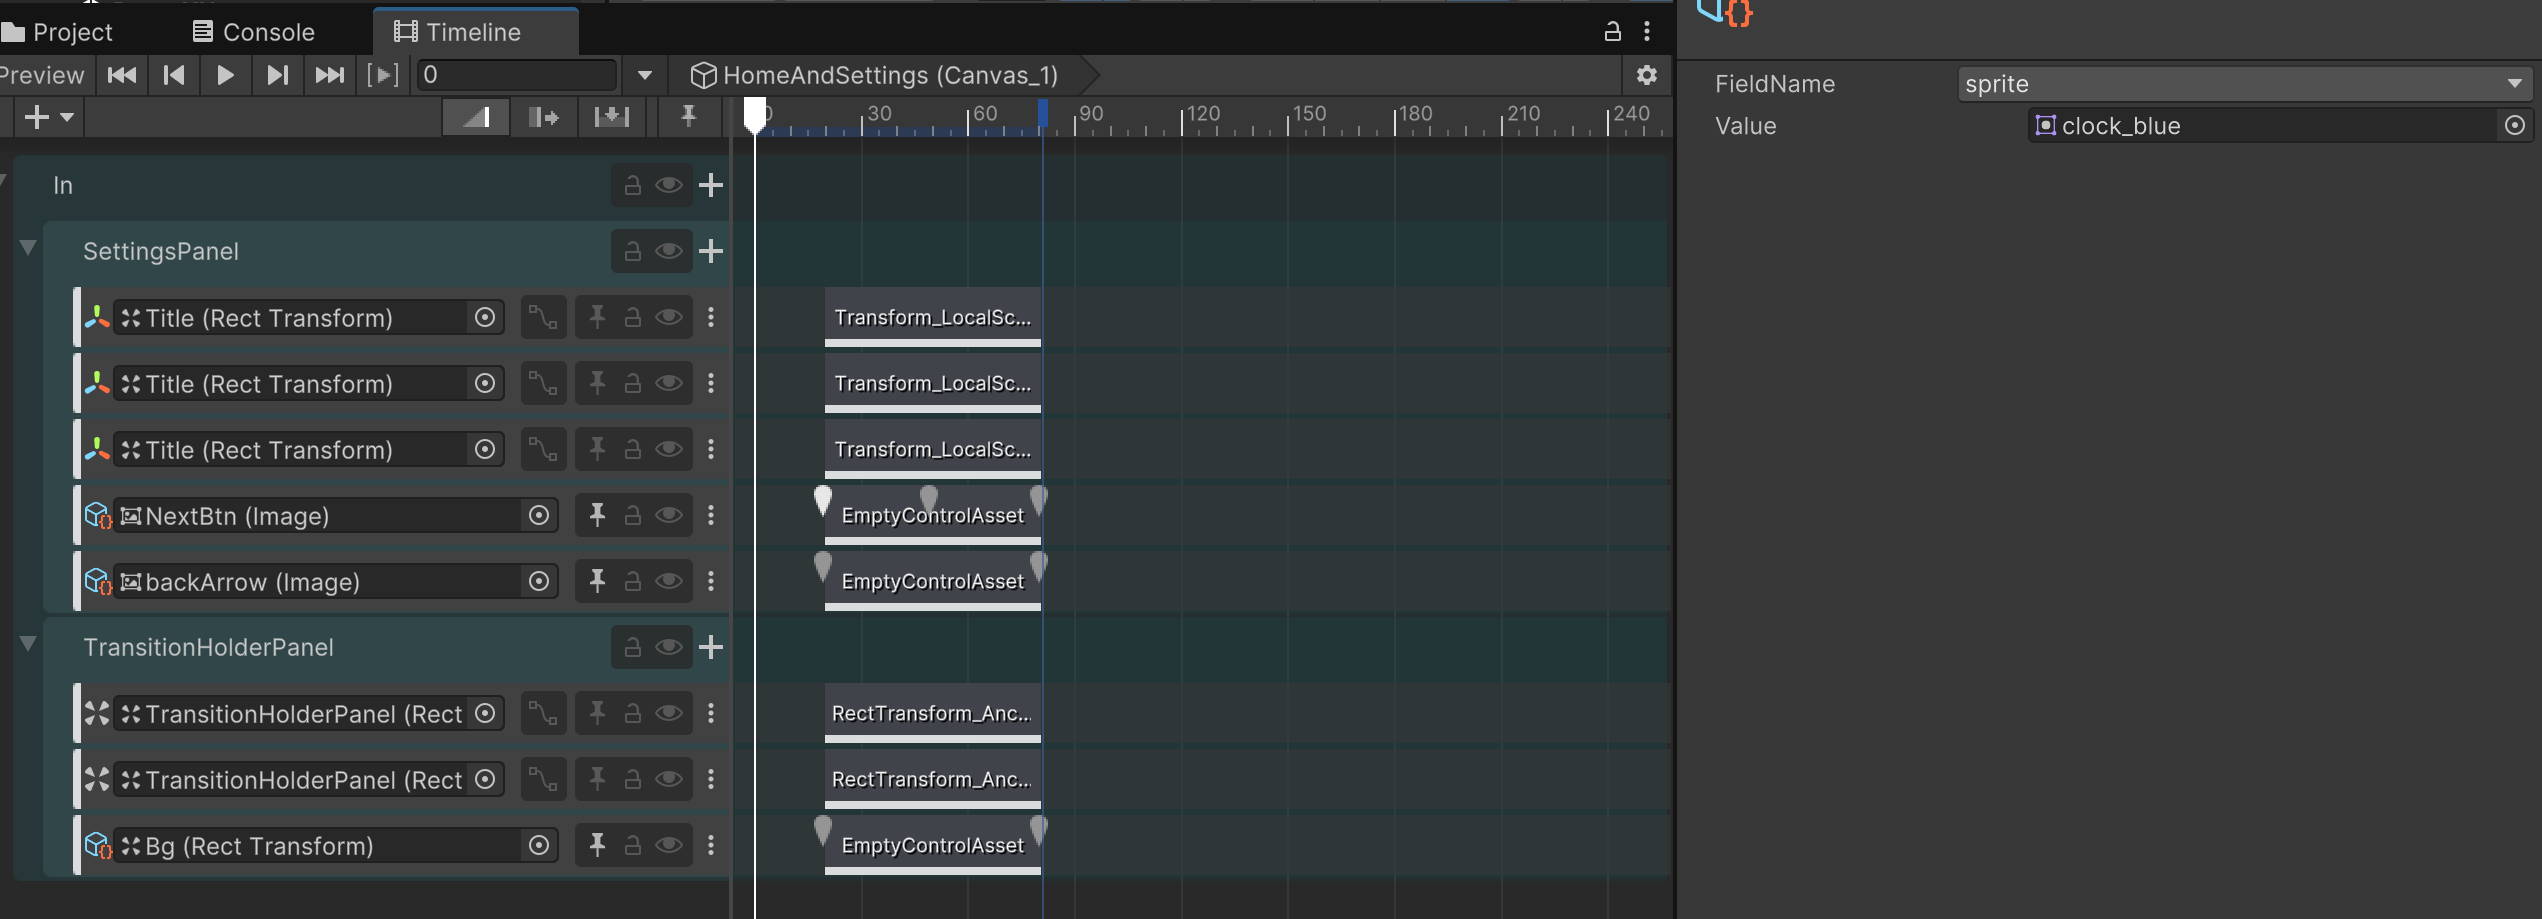 Project
Console
Timeline
Preview
0
HomeAndSettings (Canvas_1)
30
60
90
120
150
180
210
240
In
SettingsPanel
Title (Rect Transform)
Transform_LocalSc...
Title (Rect Transform)
Transform_LocalSc...
Title (Rect Transform)
Transform_LocalSc...
NextBtn (Image)
EmptyControlAsset
backArrow (Image)
EmptyControlAsset
TransitionHolderPanel
TransitionHolderPanel (Rect
RectTransform_Anc...
TransitionHolderPanel (Rect
RectTransform_Anc...
Bg (Rect Transform)
EmptyControlAsset
FieldName
sprite
Value
clock_blue